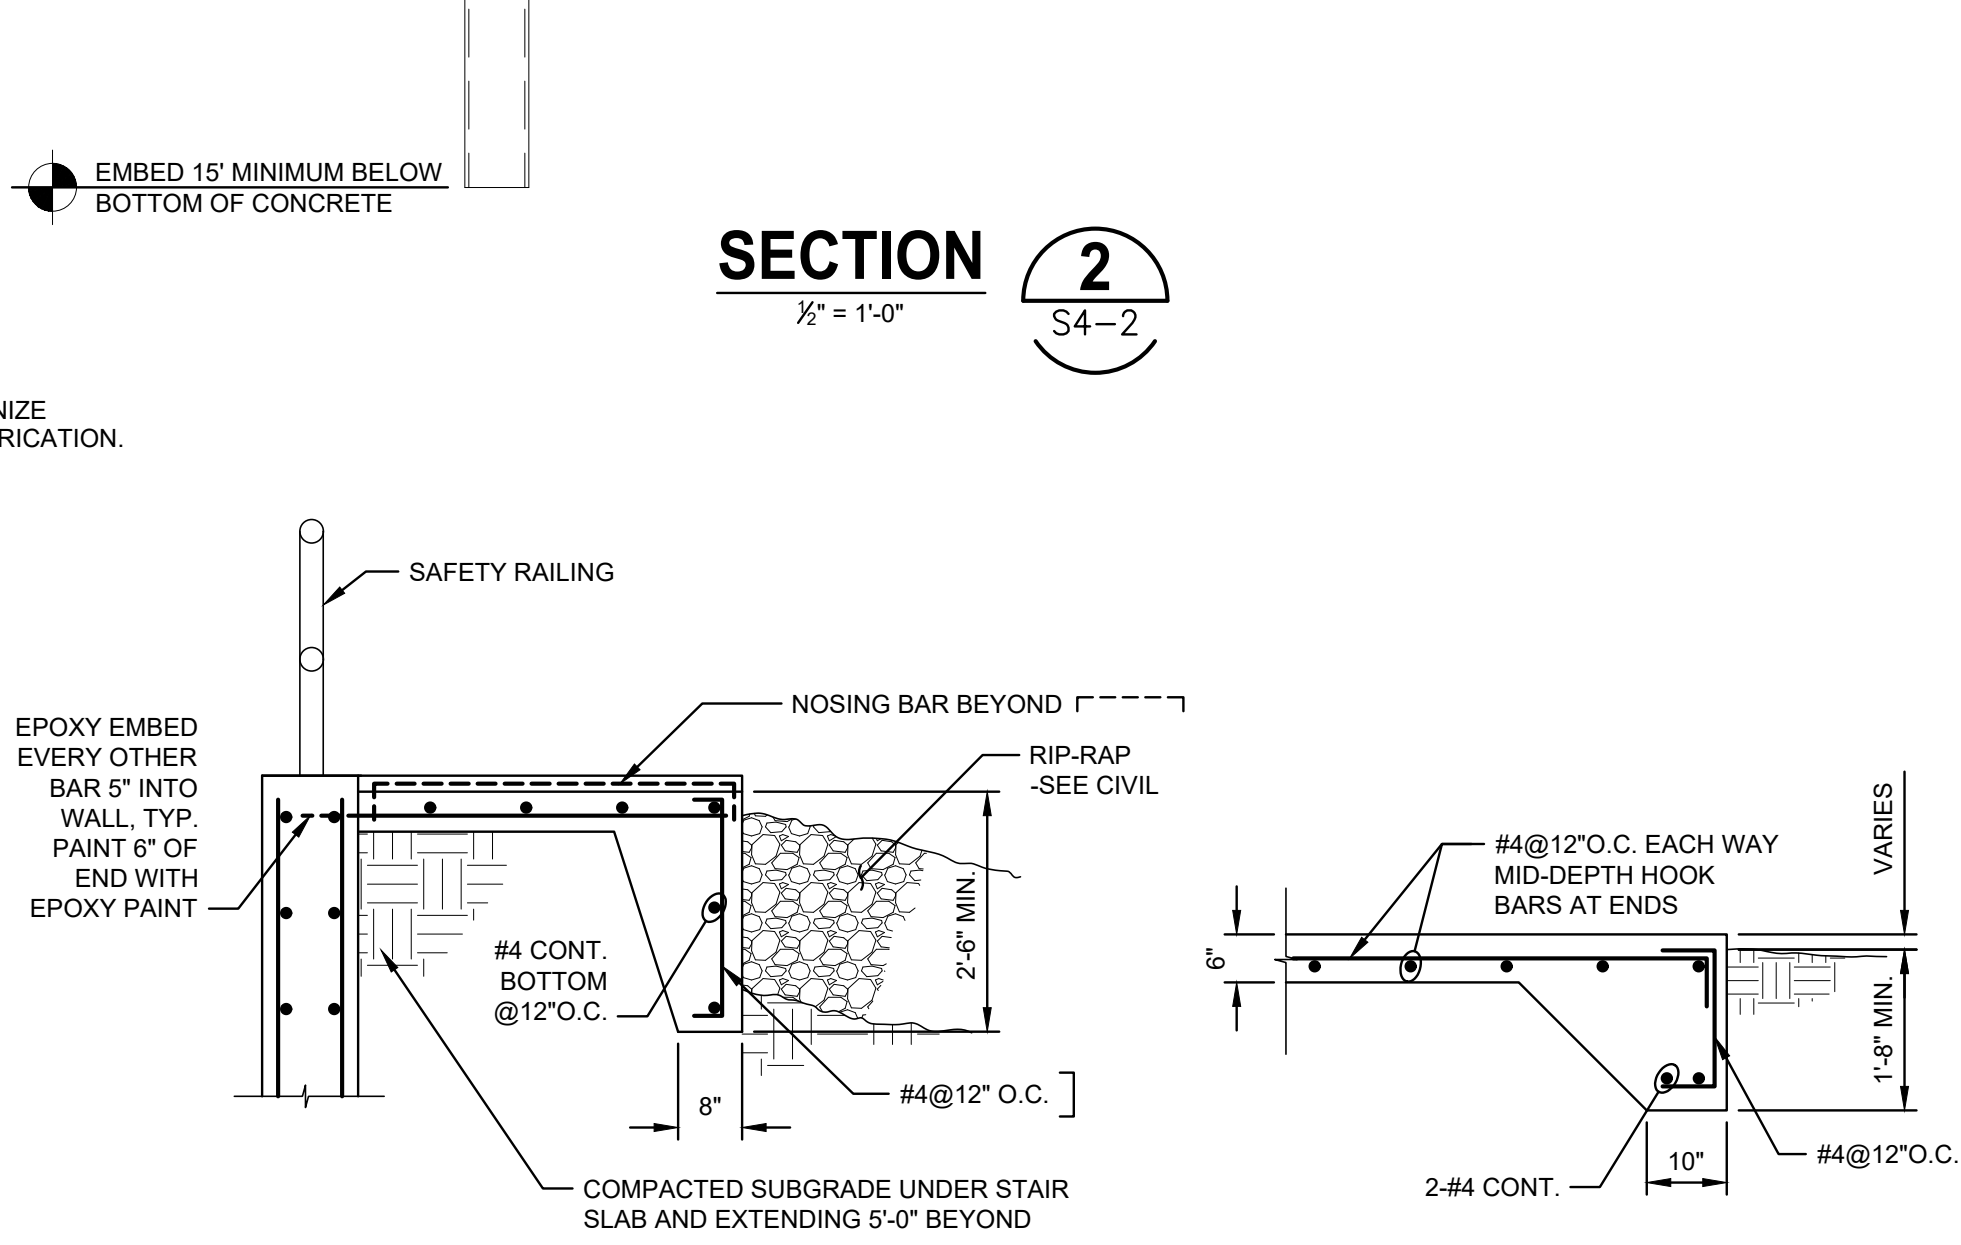 EMBED 15' MINIMUM BELOW
BOTTOM OF CONCRETE
SECTION
½" = 1'-0"
2
S4-2
NIZE
RICATION.
SAFETY RAILING
NOSING BAR BEYOND
RIP-RAP
-SEE CIVIL
EPOXY EMBED
EVERY OTHER
BAR 5" INTO
WALL, TYP.
PAINT 6" OF
END WITH
EPOXY PAINT
#4 CONT.
BOTTOM
@12"O.C.
2'-6" MIN.
8"
#4@12" O.C.
COMPACTED SUBGRADE UNDER STAIR
SLAB AND EXTENDING 5'-0" BEYOND
#4@12"O.C. EACH WAY
MID-DEPTH HOOK
BARS AT ENDS
VARIES
6"
1'-8" MIN.
10"
#4@12"O.C.
2-#4 CONT.